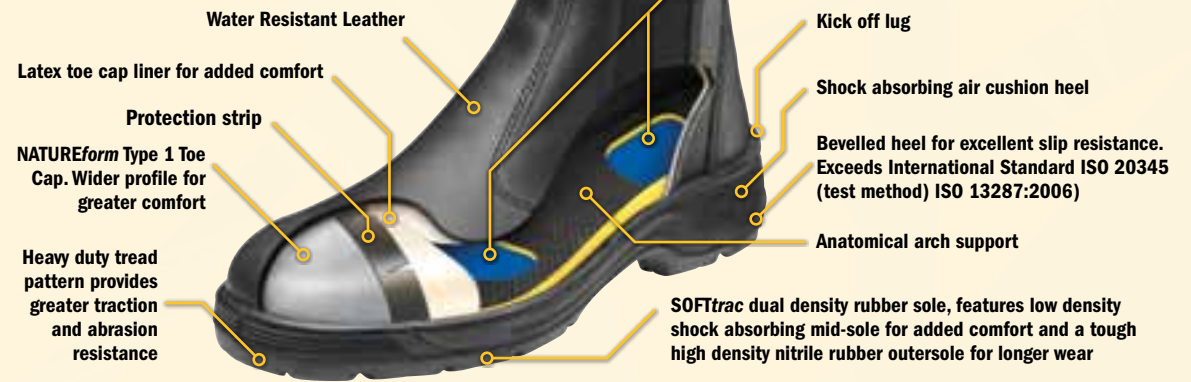 Water Resistant Leather
Latex toe cap liner for added comfort
Protection strip
NATUREform Type 1 Toe
Cap. Wider profile for
greater comfort
Heavy duty tread
pattern provides
greater traction
and abrasion
resistance
Kick off lug
Shock absorbing air cushion heel
Bevelled heel for excellent slip resistance.
Exceeds International Standard ISO 20345
(test method) ISO 13287:2006)
Anatomical arch support
SOFTtrac dual density rubber sole, features low density
shock absorbing mid-sole for added comfort and a tough
high density nitrile rubber outersole for longer wear